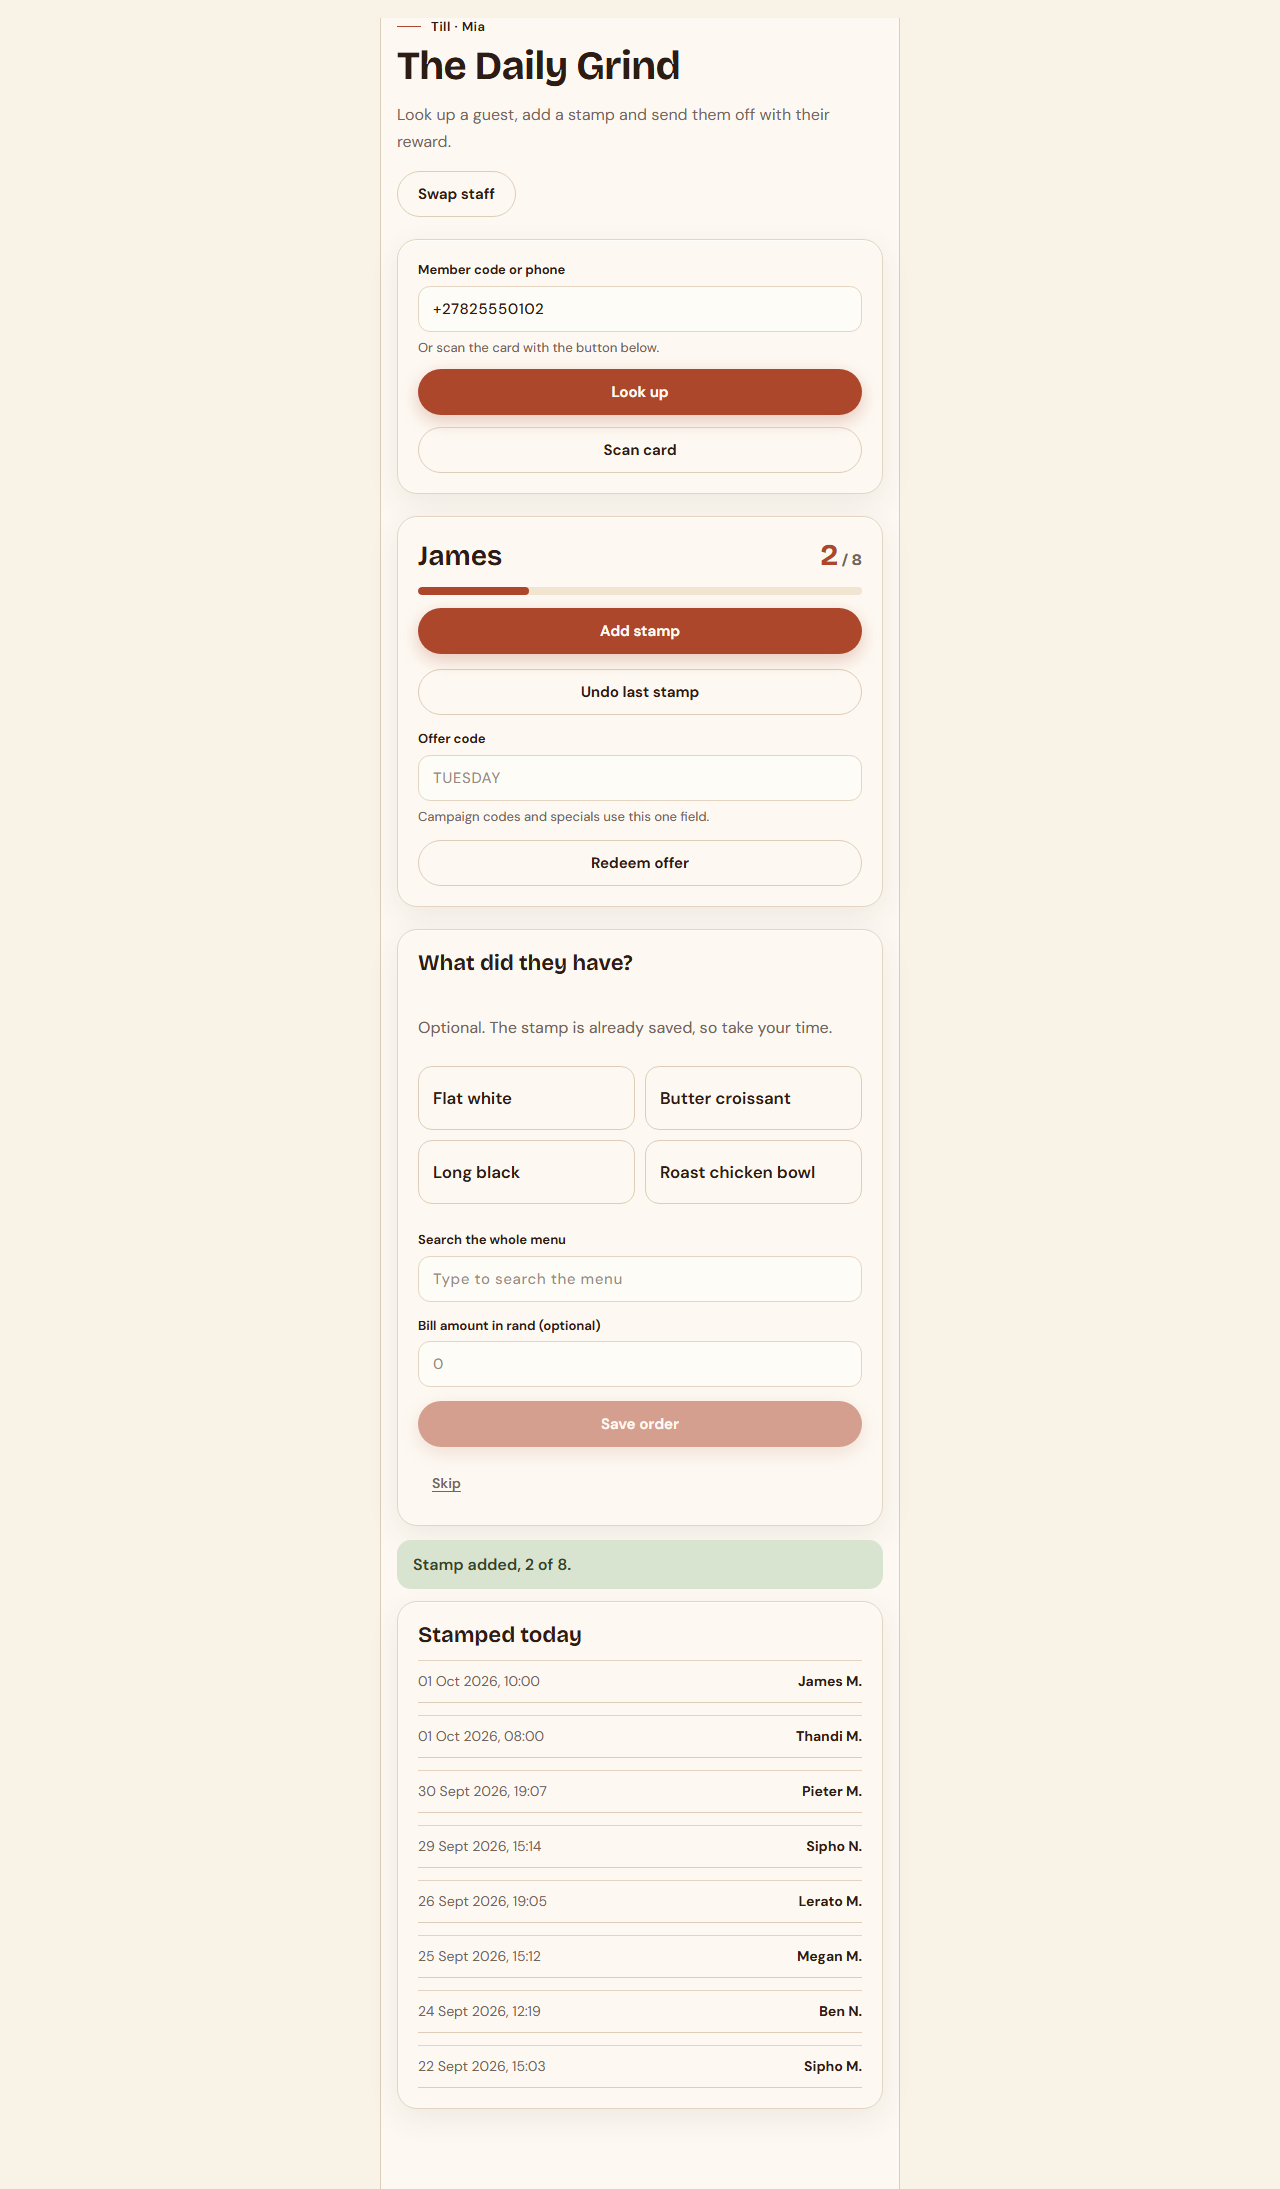 Till · Mia
The Daily Grind
Look up a guest, add a stamp and send them off with their
reward.
Swap staff
Member code or phone
+27825550102
Or scan the card with the button below.
Look up
Scan card
James
2 / 8
Add stamp
Undo last stamp
Offer code
TUESDAY
Campaign codes and specials use this one field.
Redeem offer
What did they have?
Optional. The stamp is already saved, so take your time.
Flat white
Butter croissant
Long black
Roast chicken bowl
Search the whole menu
Type to search the menu
Bill amount in rand (optional)
0
Save order
Skip
Stamp added, 2 of 8.
Stamped today
01 Oct 2026, 10:00 James M.
01 Oct 2026, 08:00 Thandi M.
30 Sept 2026, 19:07 Pieter M.
29 Sept 2026, 15:14 Sipho N.
26 Sept 2026, 19:05 Lerato M.
25 Sept 2026, 15:12 Megan M.
24 Sept 2026, 12:19 Ben N.
22 Sept 2026, 15:03 Sipho M.